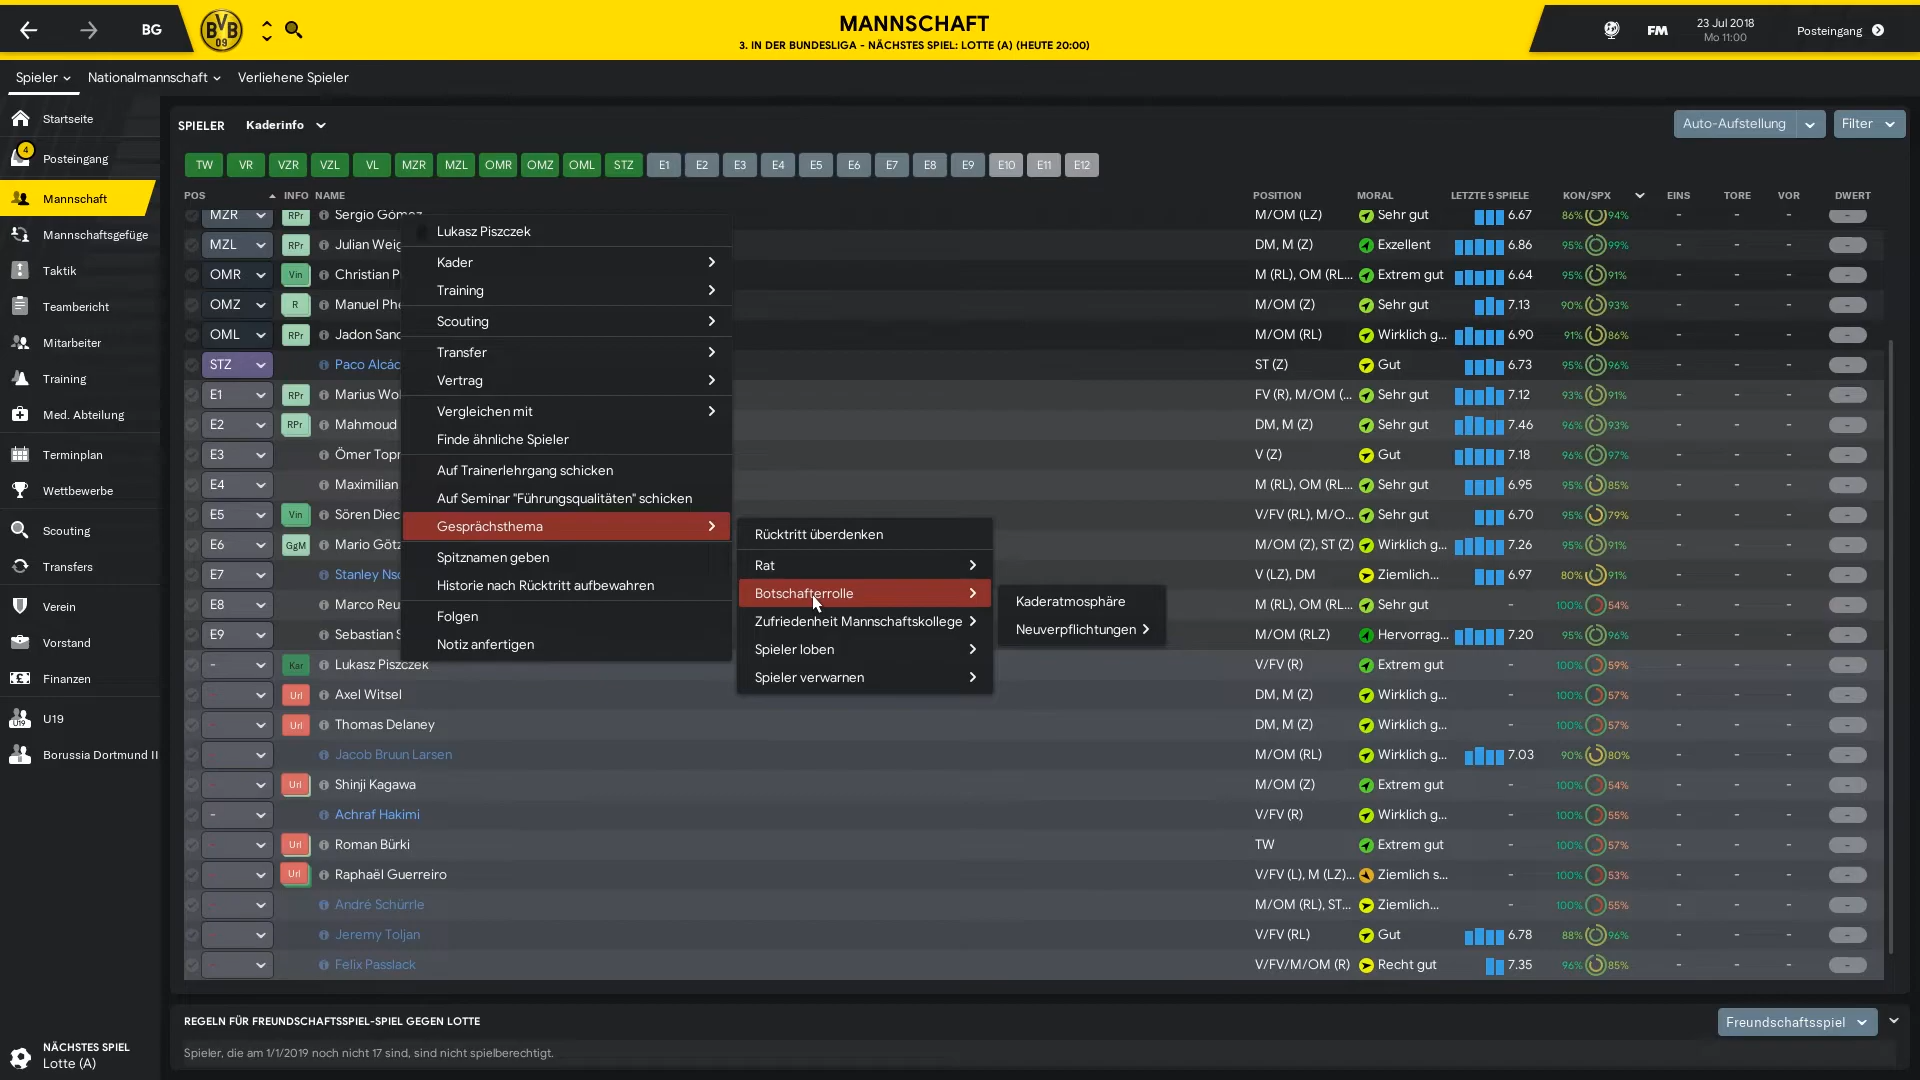 BG
BVB 09
MANNSCHAFT
3. IN DER BUNDESLIGA - NÄCHSTES SPIEL: LOTTE (A) (HEUTE 20:00)
FM
23 Jul 2018
Mo 11:00
Posteingang
Spieler
Nationalmannschaft
Verliehene Spieler
Startseite
4
Posteingang
Mannschaft
Mannschaftsgefüge
Taktik
Teambericht
Mitarbeiter
Training
Med. Abteilung
Terminplan
Wettbewerbe
Scouting
Transfers
Verein
Vorstand
Finanzen
U19
U19
Borussia Dortmund II
NÄCHSTES SPIEL
Lotte (A)
SPIELER Kaderinfo
Auto-Aufstellung Filter
TW VR VZR VZL VL MZR MZL OMR OMZ OML STZ E1 E2 E3 E4 E5 E6 E7 E8 E9 E10 E11 E12
POS INFO NAME POSITION MORAL LETZTE 5 SPIELE KON/SPX EINS TORE VOR DWERT
MZR RPr Sergio Gómez M/OM (LZ) Sehr gut 6.67 86% 94% - - - -
MZL RPr Julian Weig DM, M (Z) Exzellent 6.86 95% 99% - - - -
OMR Vin Christian P M (RL), OM (RL... Extrem gut 6.64 95% 91% - - - -
OMZ R Manuel Phe M/OM (Z) Sehr gut 7.13 90% 93% - - - -
OML RPr Jadon Sanc M/OM (RL) Wirklich g... 6.90 91% 86% - - - -
STZ Paco Alcác ST (Z) Gut 6.73 95% 96% - - - -
E1 RPr Marius Wol FV (R), M/OM (... Sehr gut 7.12 93% 91% - - - -
E2 RPr Mahmoud DM, M (Z) Sehr gut 7.46 96% 93% - - - -
E3 Ömer Topr V (Z) Gut 7.18 96% 97% - - - -
E4 Maximilian M (RL), OM (RL... Sehr gut 6.95 95% 85% - - - -
E5 Vin Sören Diec V/FV (RL), M/O... Sehr gut 6.70 95% 79% - - - -
E6 GgM Mario Götz M/OM (Z), ST (Z) Wirklich g... 7.26 95% 91% - - - -
E7 Stanley Nso V (LZ), DM Ziemlich... 6.97 80% 91% - - - -
E8 Marco Reu M (RL), OM (RL... Sehr gut - 100% 54% - - - -
E9 Sebastian S M/OM (RLZ) Hervorrag... 7.20 95% 96% - - - -
- Kar Lukasz Piszczek V/FV (R) Extrem gut - 100% 59% - - - -
- Url Axel Witsel DM, M (Z) Wirklich g... - 100% 57% - - - -
- Url Thomas Delaney DM, M (Z) Wirklich g... - 100% 57% - - - -
- Jacob Bruun Larsen M/OM (RL) Wirklich g... 7.03 90% 80% - - - -
- Url Shinji Kagawa M/OM (Z) Extrem gut - 100% 54% - - - -
- Achraf Hakimi V/FV (R) Wirklich g... - 100% 55% - - - -
- Url Roman Bürki TW Extrem gut - 100% 57% - - - -
- Url Raphaël Guerreiro V/FV (L), M (LZ)... Ziemlich s... - 100% 53% - - - -
- André Schürrle M/OM (RL), ST... Ziemlich... - 100% 55% - - - -
- Jeremy Toljan V/FV (RL) Gut 6.78 88% 96% - - - -
- Felix Passlack V/FV/M/OM (R) Recht gut 7.35 96% 85% - - - -
Lukasz Piszczek
Kader
Training
Scouting
Transfer
Vertrag
Vergleichen mit
Finde ähnliche Spieler
Auf Trainerlehrgang schicken
Auf Seminar "Führungsqualitäten" schicken
Gesprächsthema
Spitznamen geben
Historie nach Rücktritt aufbewahren
Folgen
Notiz anfertigen
Rücktritt überdenken
Rat
Botschafterrolle
Zufriedenheit Mannschaftskollege
Spieler loben
Spieler verwarnen
Kaderatmosphäre
Neuverpflichtungen
REGELN FÜR FREUNDSCHAFTSSPIEL-SPIEL GEGEN LOTTE
Freundschaftsspiel
Spieler, die am 1/1/2019 noch nicht 17 sind, sind nicht spielberechtigt.